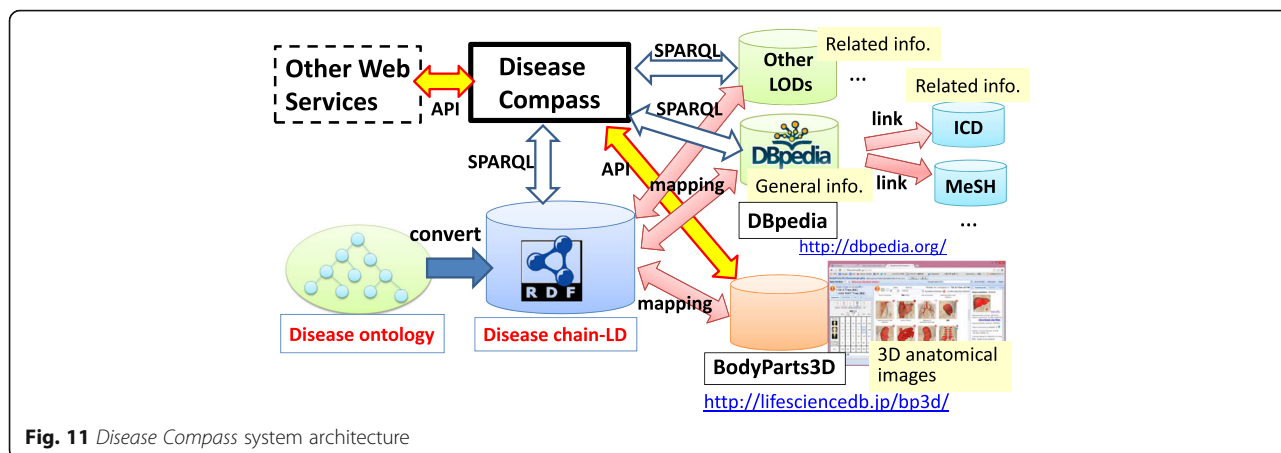 Other Web
Services
API
Disease
Compass
SPARQL
Other
LODs
Related info.
...
SPARQL
DBpedia
General info.
DBpedia
http://dbpedia.org/
link
link
Related info.
ICD
MeSH
...
SPARQL
API
mapping
mapping
convert
RDF
Disease ontology
Disease chain-LD
BodyParts3D
3D anatomical
images
http://lifesciencedb.jp/bp3d/
Fig. 11 Disease Compass system architecture